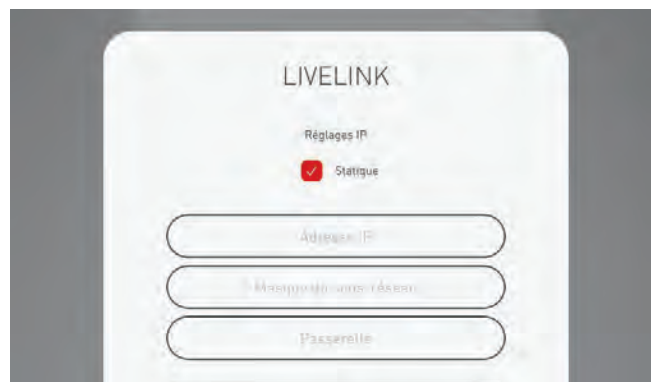 LIVELINK
Réglages IP
Statique
Adresse IP
Masque de sous-réseau
Passerelle